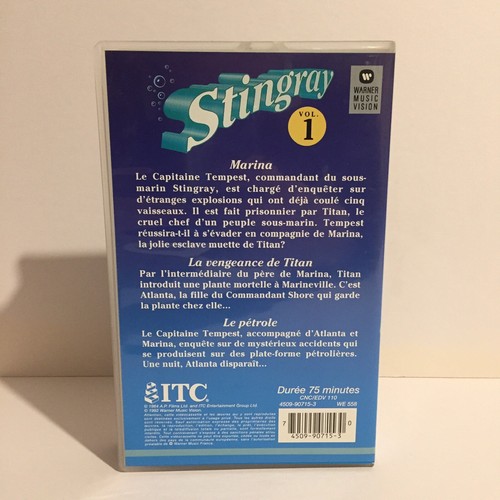 Stingray
VOL.
1
WARNER
MUSIC
VISION
Marina
Le Capitaine Tempest, commandant du sous-
marin Stingray, est chargé d'enquêter sur
d'étranges explosions qui ont déjà coulé cinq
vaisseaux. Il est fait prisonnier par Titan, le
cruel chef d'un peuple sous-marin. Tempest
réussira-t-il à s'évader en compagnie de Marina,
la jolie esclave muette de Titan?
La vengeance de Titan
Par l'intermédiaire du père de Marina, Titan
introduit une plante mortelle à Marineville. C'est
Atlanta, la fille du Commandant Shore qui garde
la plante chez elle...
Le pétrole
Le Capitaine Tempest, accompagné d'Atlanta et
Marina, enquête sur de mystérieux accidents qui
se produisent sur des plate-forme pétrolières.
Une nuit, Atlanta disparaît...
ITC
Durée 75 minutes
CNC/EDV 110
4509-90715-3 WE 558
7 0
4509-90715-3